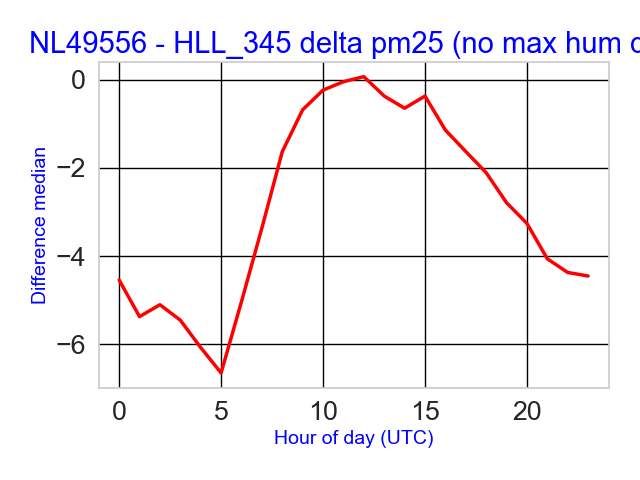 NL49556 - HLL_345 delta pm25 (no max hum
0
−2
−4
−6
Difference median
0 5 10 15 20
Hour of day (UTC)